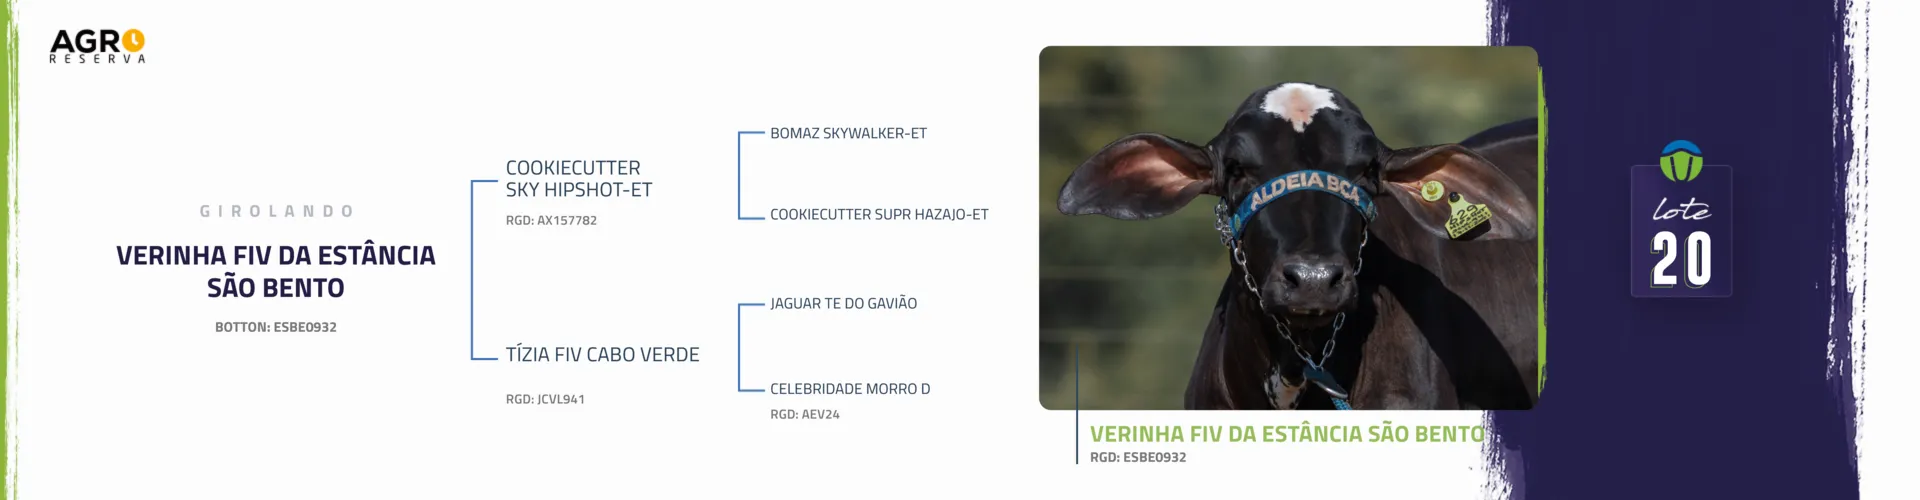 AGRO
RESERVA
GIROLANDO
VERINHA FIV DA ESTÂNCIA
SÃO BENTO
BOTTON: ESBE0932
COOKIECUTTER
SKY HIPSHOT-ET
RGD: AX157782
TÍZIA FIV CABO VERDE
RGD: JCVL941
BOMAZ SKYWALKER-ET
COOKIECUTTER SUPR HAZAJO-ET
JAGUAR TE DO GAVIÃO
CELEBRIDADE MORRO D
RGD: AEV24
ALDEIA BCA
VERINHA FIV DA ESTÂNCIA SÃO BENTO
RGD: ESBE0932
lote
20